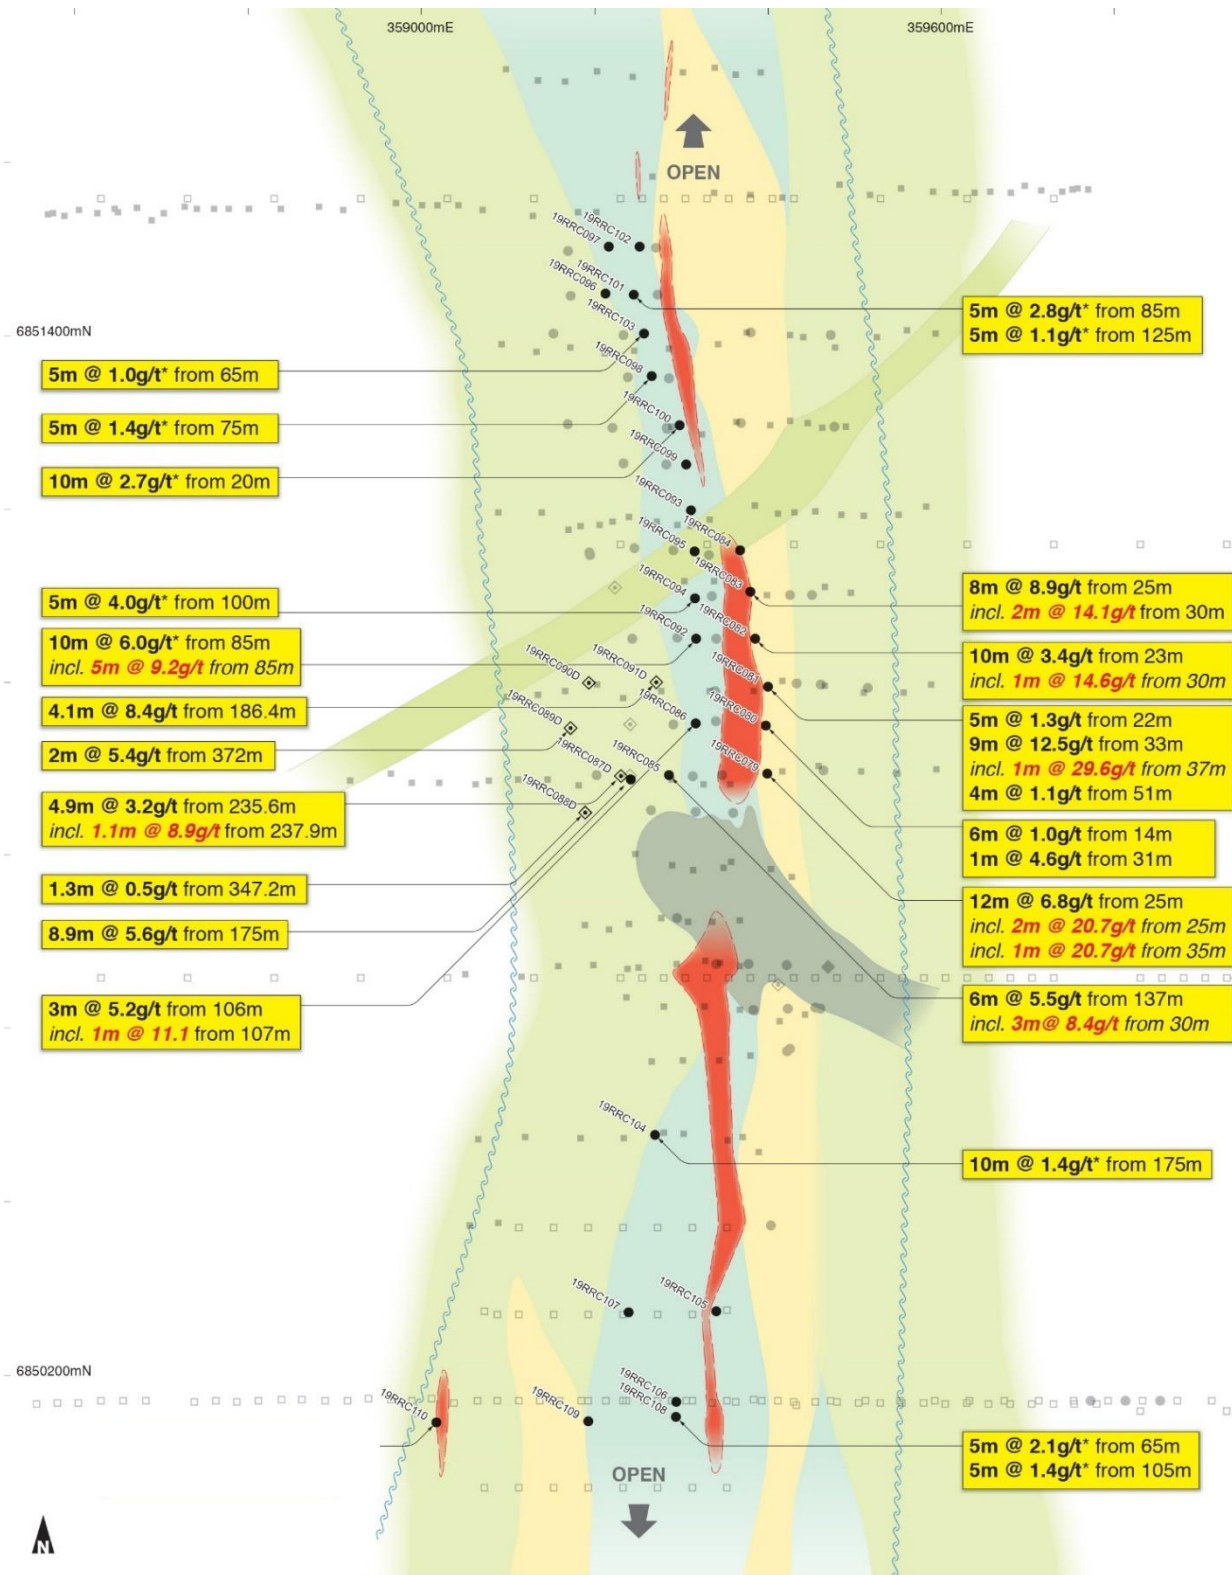 359000mE
359600mE
OPEN
19RRC102
19RRC097
19RRC101
19RRC096
19RRC103
5m @ 2.8g/t* from 85m
5m @ 1.1g/t* from 125m
6851400mN
19RRC098
5m @ 1.0g/t* from 65m
19RRC100
5m @ 1.4g/t* from 75m
19RRC099
10m @ 2.7g/t* from 20m
19RRC093
19RRC084
19RRC095
19RRC083
19RRC094
8m @ 8.9g/t from 25m
incl. 2m @ 14.1g/t from 30m
5m @ 4.0g/t* from 100m
19RRC082
19RRC092
10m @ 6.0g/t* from 85m
incl. 5m @ 9.2g/t from 85m
10m @ 3.4g/t from 23m
incl. 1m @ 14.6g/t from 30m
19RRC090D
19RRC091D
19RRC081
4.1m @ 8.4g/t from 186.4m
19RRC089D
19RRC086
19RRC080
5m @ 1.3g/t from 22m
9m @ 12.5g/t from 33m
incl. 1m @ 29.6g/t from 37m
4m @ 1.1g/t from 51m
2m @ 5.4g/t from 372m
19RRC087D
19RRC085
19RRC079
19RRC088D
4.9m @ 3.2g/t from 235.6m
incl. 1.1m @ 8.9g/t from 237.9m
6m @ 1.0g/t from 14m
1m @ 4.6g/t from 31m
1.3m @ 0.5g/t from 347.2m
12m @ 6.8g/t from 25m
incl. 2m @ 20.7g/t from 25m
incl. 1m @ 20.7g/t from 35m
8.9m @ 5.6g/t from 175m
3m @ 5.2g/t from 106m
incl. 1m @ 11.1 from 107m
6m @ 5.5g/t from 137m
incl. 3m@ 8.4g/t from 30m
19RRC104
10m @ 1.4g/t* from 175m
19RRC107
19RRC105
6850200mN
19RRC110
19RRC109
19RRC106
19RRC108
5m @ 2.1g/t* from 65m
5m @ 1.4g/t* from 105m
OPEN
N